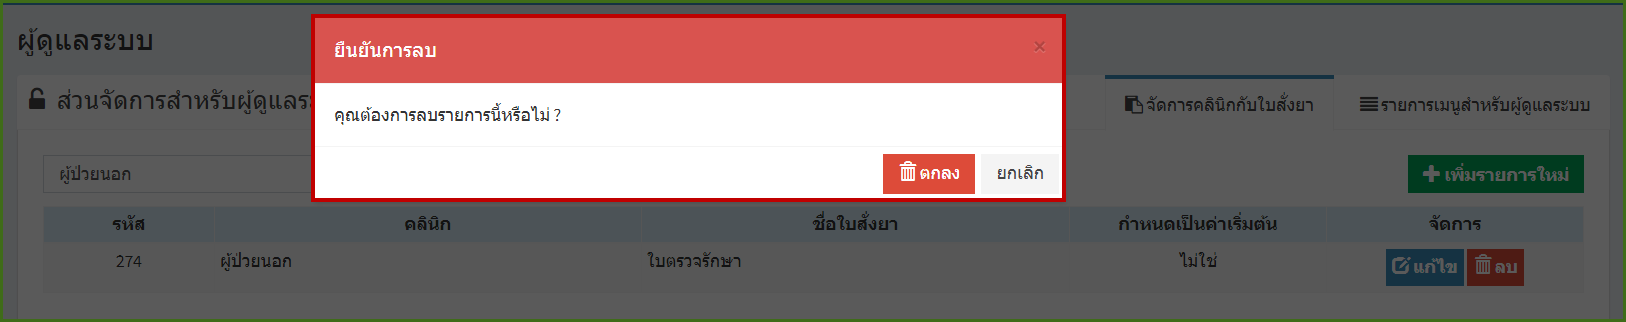 ผู้ดูแลระบบ
ยืนยันการลบ
×
ส่วนจัดการสำหรับผู้ดูแลระ
จัดการคลินิกกับใบสั่งยา
รายการเมนูสำหรับผู้ดูแลระบบ
คุณต้องการลบรายการนี้หรือไม่ ?
ผู้ป่วยนอก
ตกลง ยกเลิก
เพิ่มรายการใหม่
รหัส คลินิก ชื่อใบสั่งยา กำหนดเป็นค่าเริ่มต้น จัดการ
274 ผู้ป่วยนอก ใบตรวจรักษา ไม่ใช่ แก้ไข ลบ